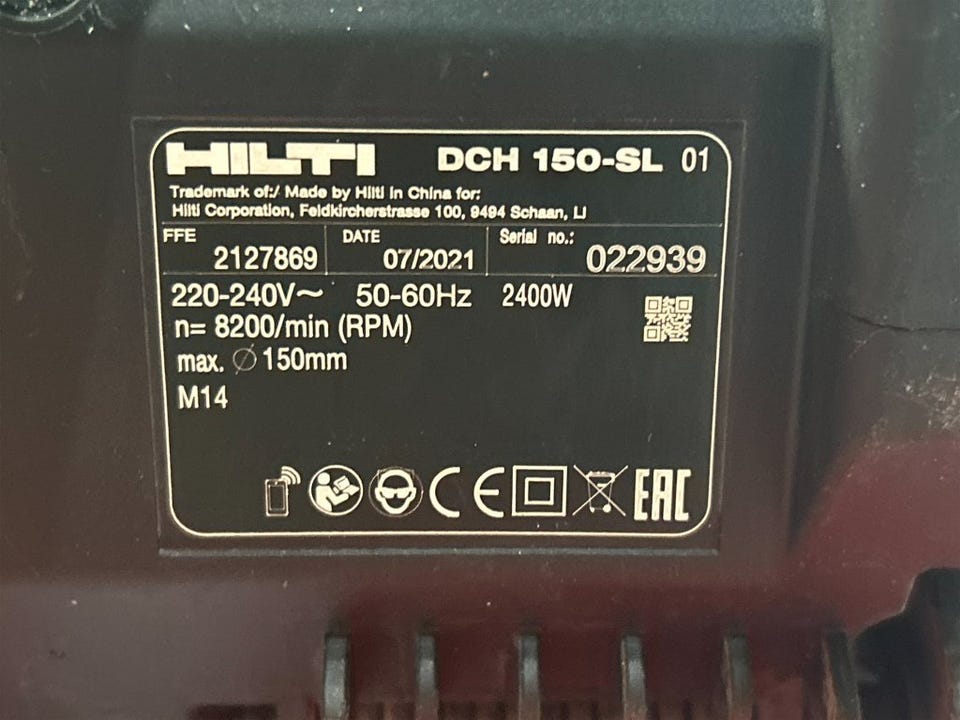 HILTI DCH 150-SL 01
Trademark of:/ Made by Hilti in China for:
Hilti Corporation, Feldkircherstrasse 100, 9494 Schaan, LI
FFE 2127869 DATE 07/2021 Serial no.: 022939
220-240V~ 50-60Hz 2400W
n= 8200/min (RPM)
max. Ø 150mm
M14
CE EAC